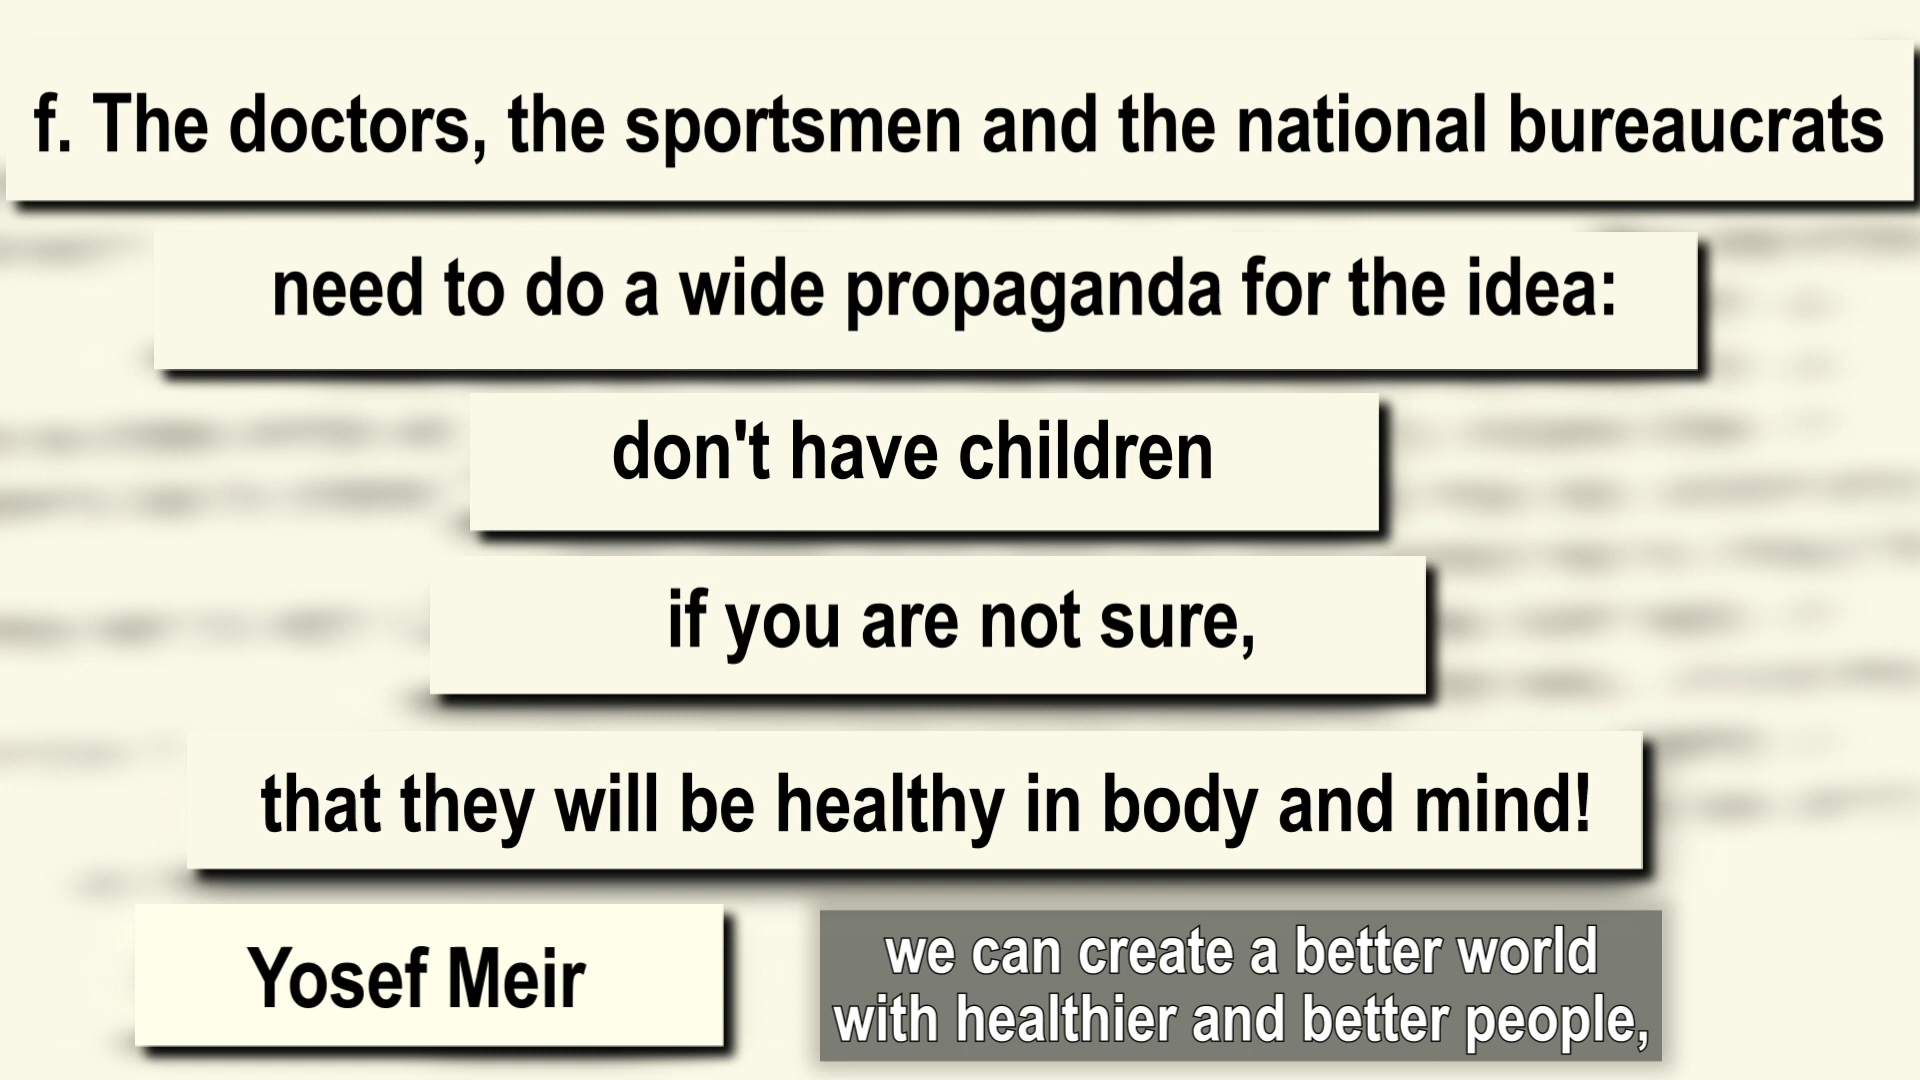 f. The doctors, the sportsmen and the national bureaucrats
need to do a wide propaganda for the idea:
don't have children
if you are not sure,
that they will be healthy in body and mind!
Yosef Meir
we can create a better world
with healthier and better people,